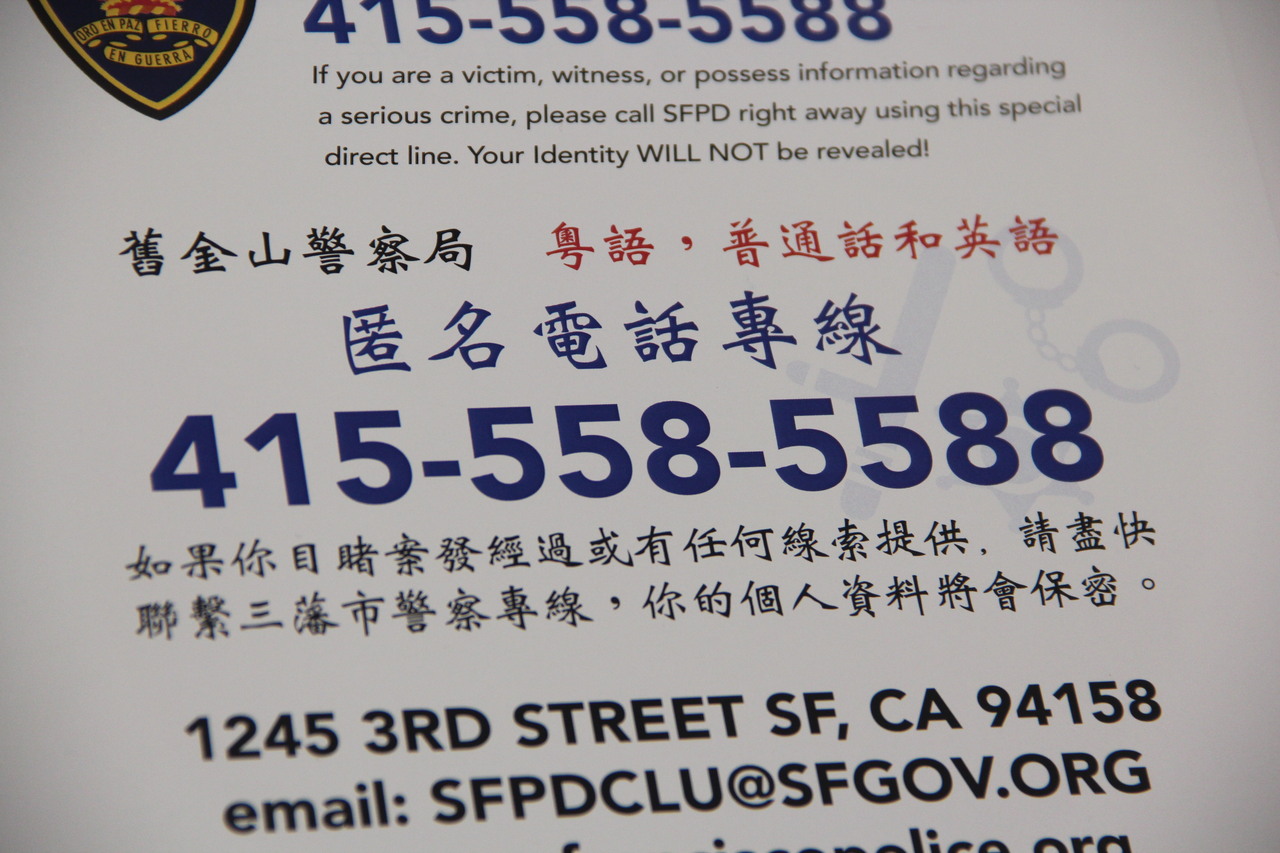 ORO EN PAZ FIERRO
EN GUERRA
415-558-5588
If you are a victim, witness, or possess information regarding
a serious crime, please call SFPD right away using this special
direct line. Your Identity WILL NOT be revealed!
舊金山警察局 粵語，普通話和英語
匿名電話專線
415-558-5588
如果你目睹案發經過或有任何線索提供，請盡快
聯繫三藩市警察專線，你的個人資料將會保密。
1245 3RD STREET SF, CA 94158
email: SFPDCLU@SFGOV.ORG